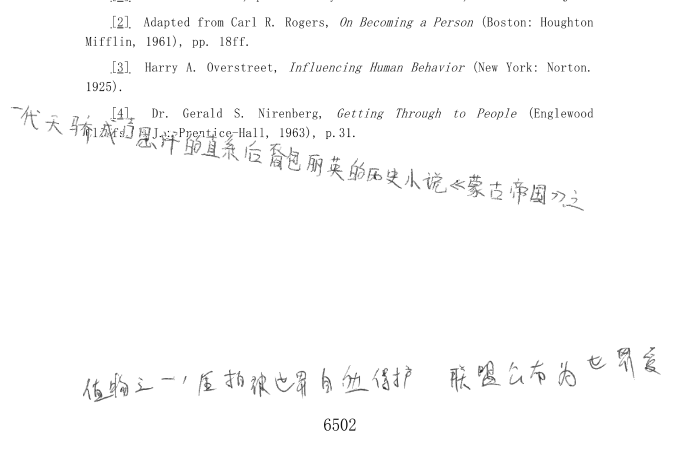 [2] Adapted from Carl R. Rogers, On Becoming a Person (Boston: Houghton
Mifflin, 1961), pp. 18ff.
[3] Harry A. Overstreet, Influencing Human Behavior (New York: Norton.
1925).
[4] Dr. Gerald S. Nirenberg, Getting Through to People (Englewood
Cliffs, N.J.: Prentice-Hall, 1963), p.31.
一代天骄成吉思汗的直系后裔包丽英的历史小说《蒙古帝国》之
植物之一,压拍被世界自然保护 联盟公布为世界受
6502